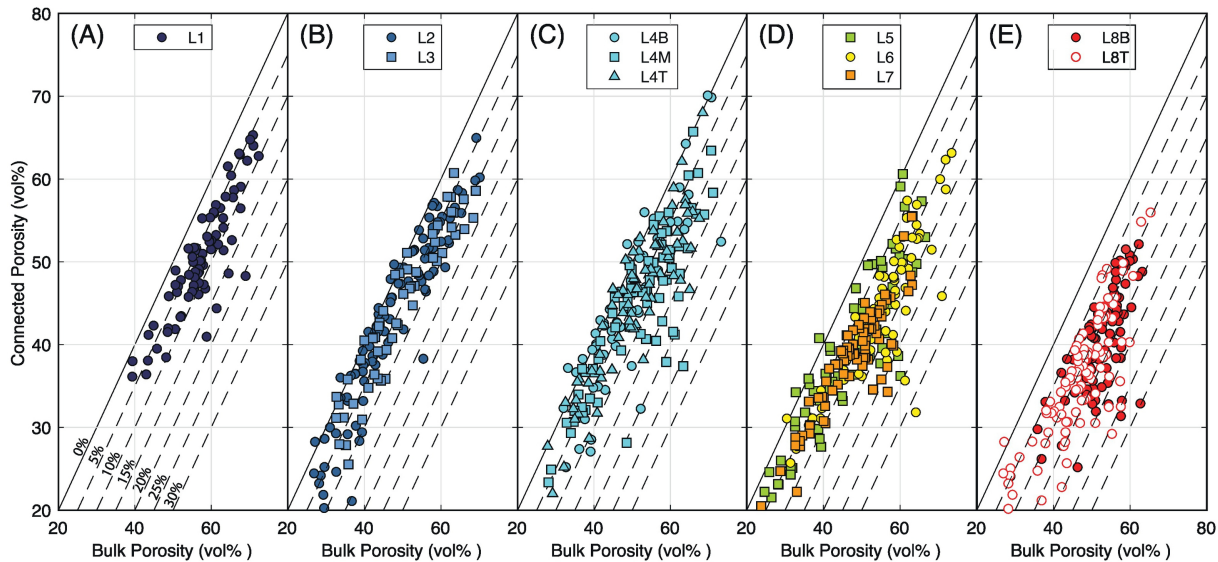 80
70
60
50
40
30
20
Connected Porosity (vol%)
(A)
L1
0%
5%
10%
15%
20%
25%
30%
20
40
60
Bulk Porosity (vol% )
(B)
L2
L3
20
40
60
Bulk Porosity (vol% )
(C)
L4B
L4M
L4T
20
40
60
Bulk Porosity (vol% )
(D)
L5
L6
L7
20
40
60
Bulk Porosity (vol% )
(E)
L8B
L8T
20
40
60
80
Bulk Porosity (vol% )